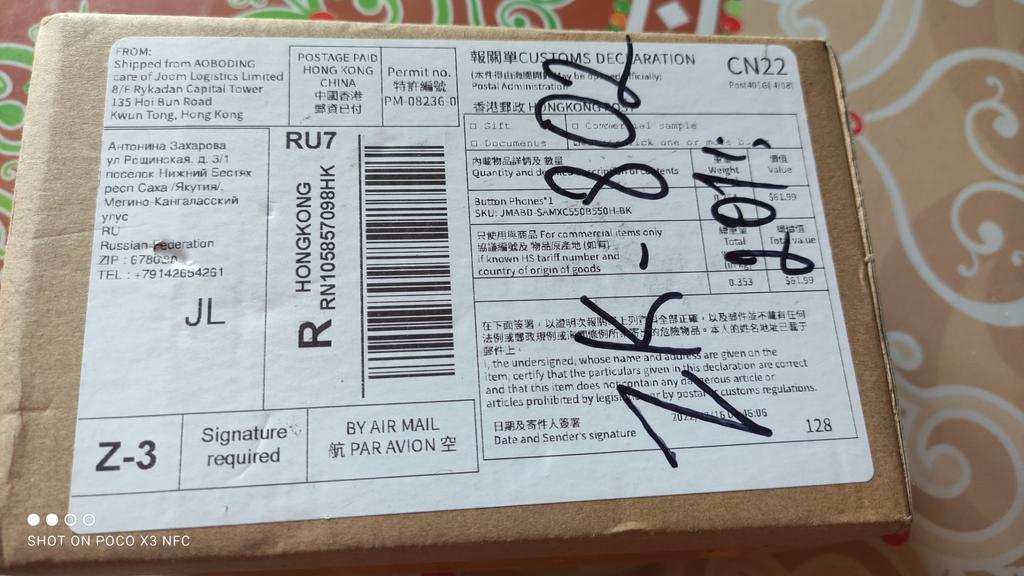 FROM:
Shipped from AOBODING
care of Joom Logistics Limited
8/F Rykadan Capital Tower
135 Hoi Bun Road
Kwun Tong, Hong Kong
POSTAGE PAID
HONG KONG
CHINA
中國香港
郵資已付
Permit no.
特許編號
PM-08236-0
Антонина Захарова
ул Рощинская, д. 3/1
поселок Нижний Бестях
респ Саха /Якутия/,
Мегино-Кангаласский
улус
RU
Russian Federation
ZIP :
TEL : +79142654261
JL
RU7
R
HONGKONG
RN105857098HK
Z-3
Signature
required
BY AIR MAIL
航 PAR AVION 空
報關單CUSTOMS DECLARATION
CN22
May be opened officially)
Postal Administration
香港郵政 HONGKONG POST
Gift
Commercial sample
Documents
內載物品詳情及 數量
Quantity and detailed description of contents
重量
Weight
價值
Value
Button Phones*1
SKU: JMABD-SAMXC550B550H-BK
$61.99
只使用與商品 For commercial items only
協議編號及 物品原產地 (如有)
if known HS tariff number and
country of origin of goods
總重量
Total
總價值
Total value
0.353
$61.99
I, the undersigned, whose name and address are given on the
item, certify that the particulars given in this declaration are correct
and that this item does not contain any dangerous article or
articles prohibited by legislation or by postal or customs regulations.
日期及寄件人簽署
Date and Sender's signature
128
SHOT ON POCO X3 NFC